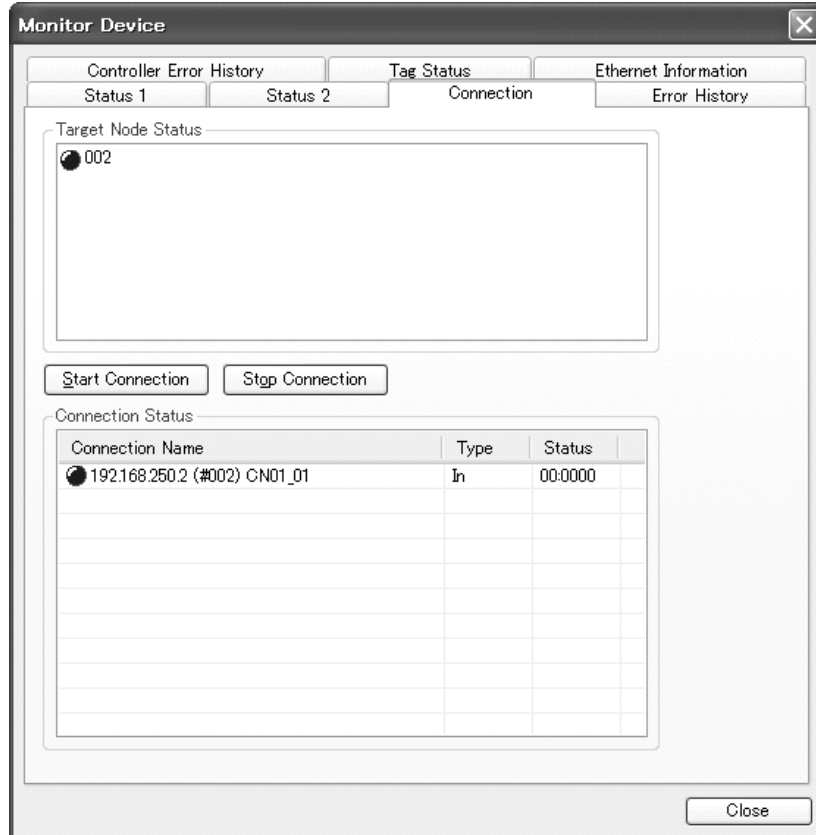 Monitor Device
Controller Error History Tag Status Ethernet Information
Status 1 Status 2 Connection Error History
Target Node Status
002
Start Connection Stop Connection
Connection Status
Connection Name Type Status
192.168.250.2 (#002) CN01_01 In 00:0000
Close